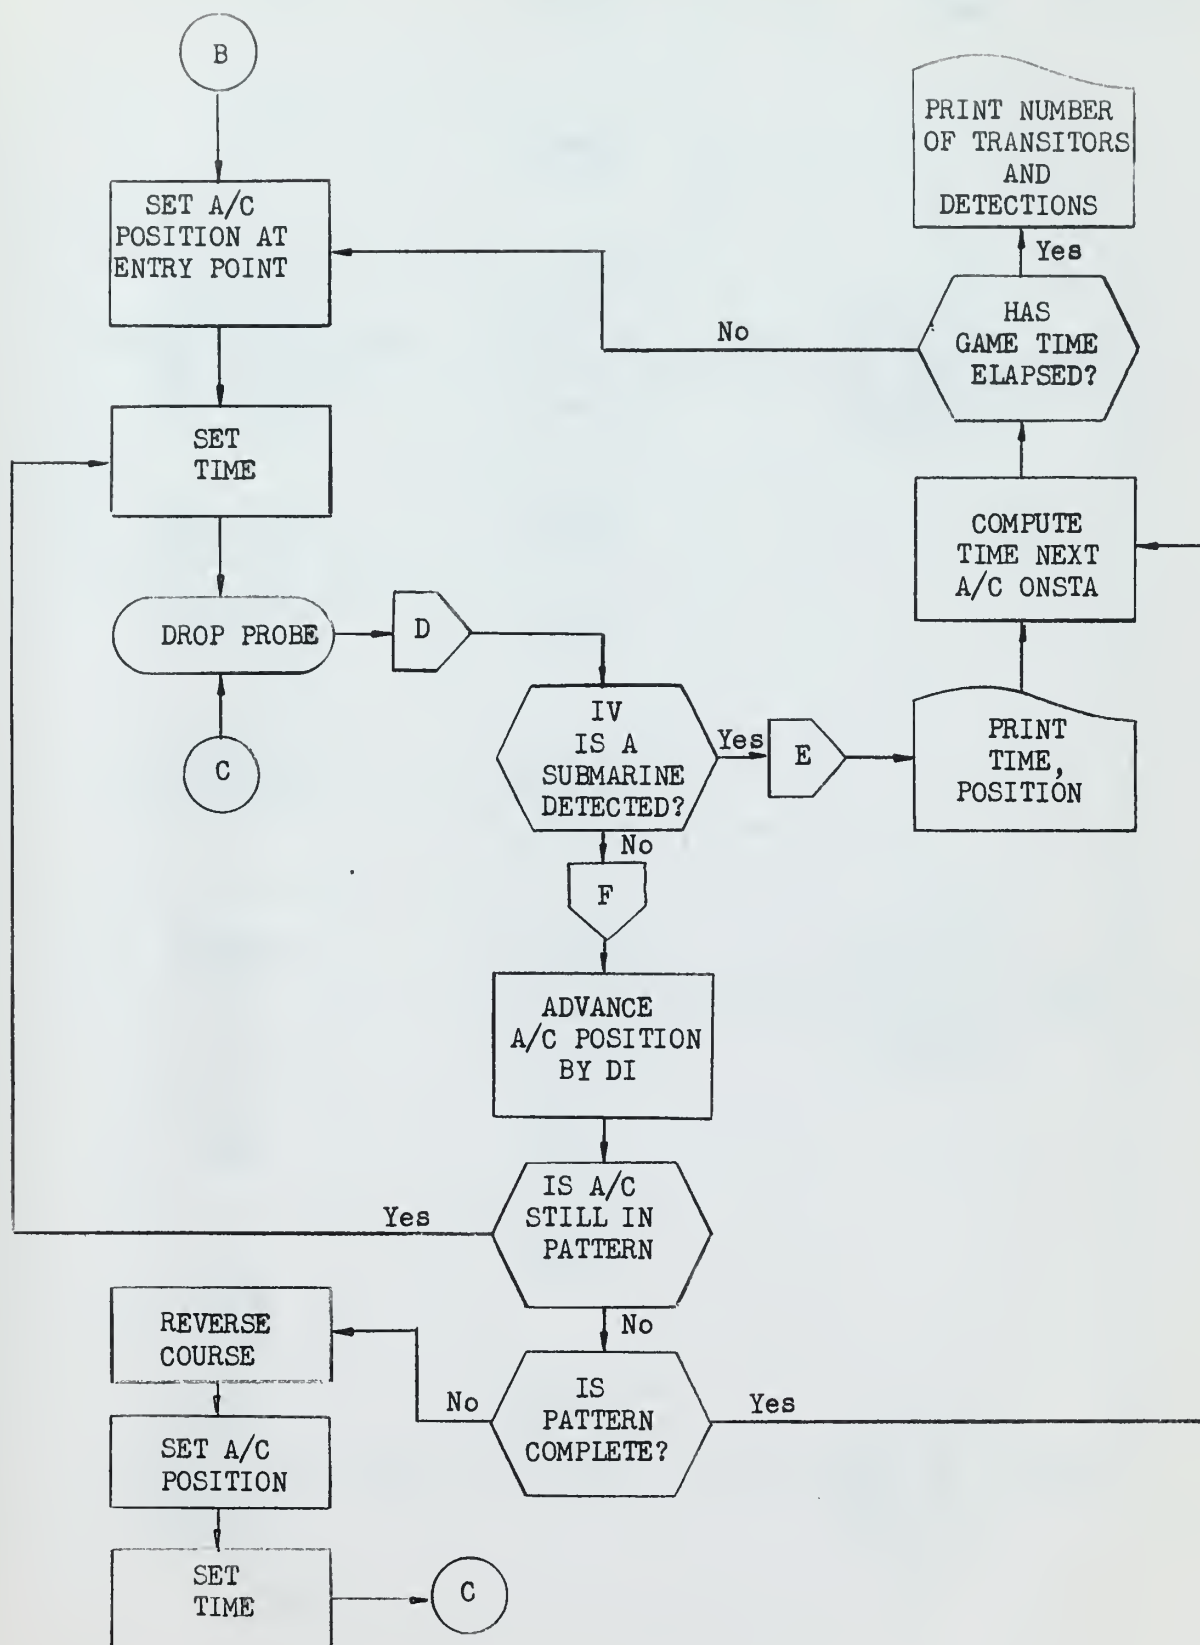 B
SET A/C
POSITION AT
ENTRY POINT
SET
TIME
DROP PROBE
C
D
IV
IS A
SUBMARINE
DETECTED?
Yes
E
PRINT
TIME,
POSITION
COMPUTE
TIME NEXT
A/C ONSTA
HAS
GAME TIME
ELAPSED?
No
Yes
PRINT NUMBER
OF TRANSITORS
AND
DETECTIONS
No
F
ADVANCE
A/C POSITION
BY DI
IS A/C
STILL IN
PATTERN
Yes
No
IS
PATTERN
COMPLETE?
Yes
No
REVERSE
COURSE
SET A/C
POSITION
SET
TIME
C